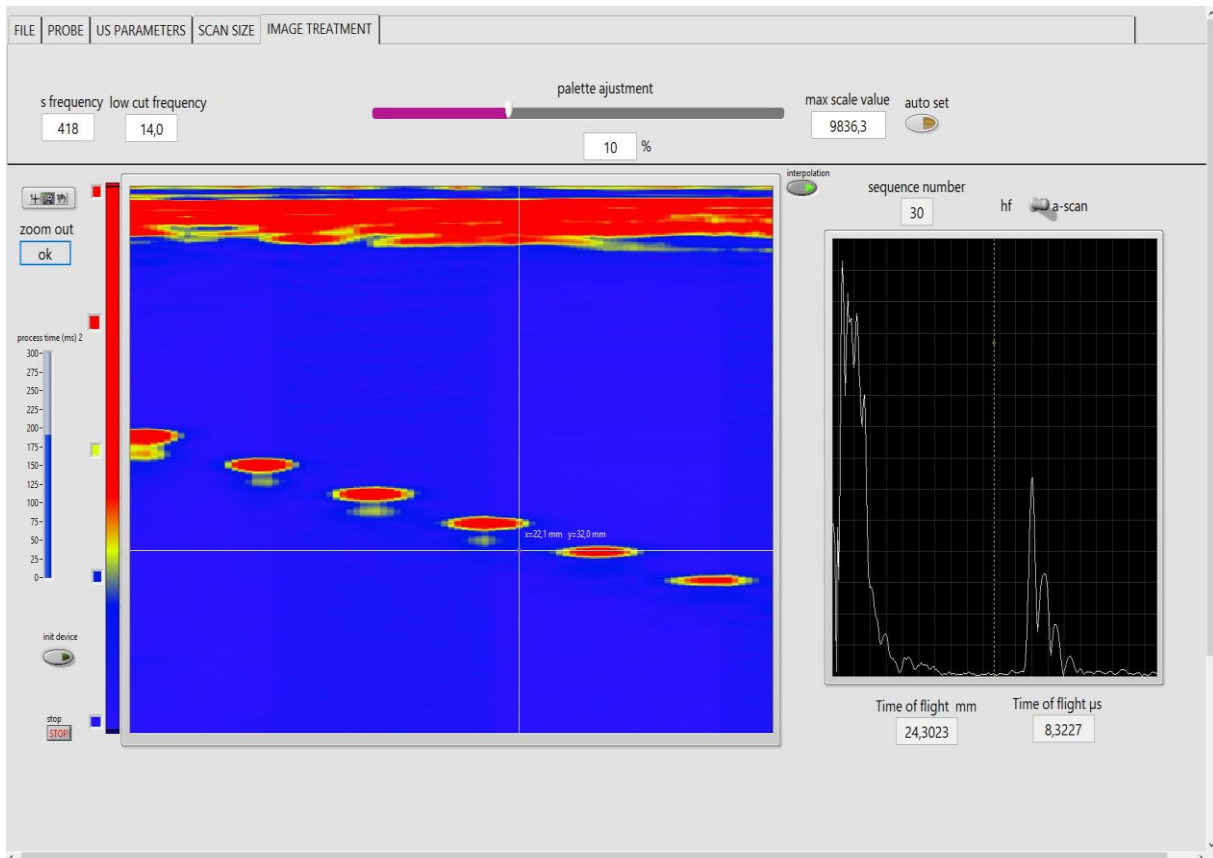 FILE PROBE US PARAMETERS SCAN SIZE IMAGE TREATMENT
palette ajustment
s frequency low cut frequency
max scale value auto set
418 14,0
9836,3
10 %
interpolation
sequence number
30
hf a-scan
zoom out
ok
process time (ms) 2
300-
275-
250-
225-
200-
175-
150-
125-
100-
75-
50-
25-
0-
x=22,1 mm y=32,0 mm
init device
stop
STOP
Time of flight mm Time of flight µs
24,3023 8,3227